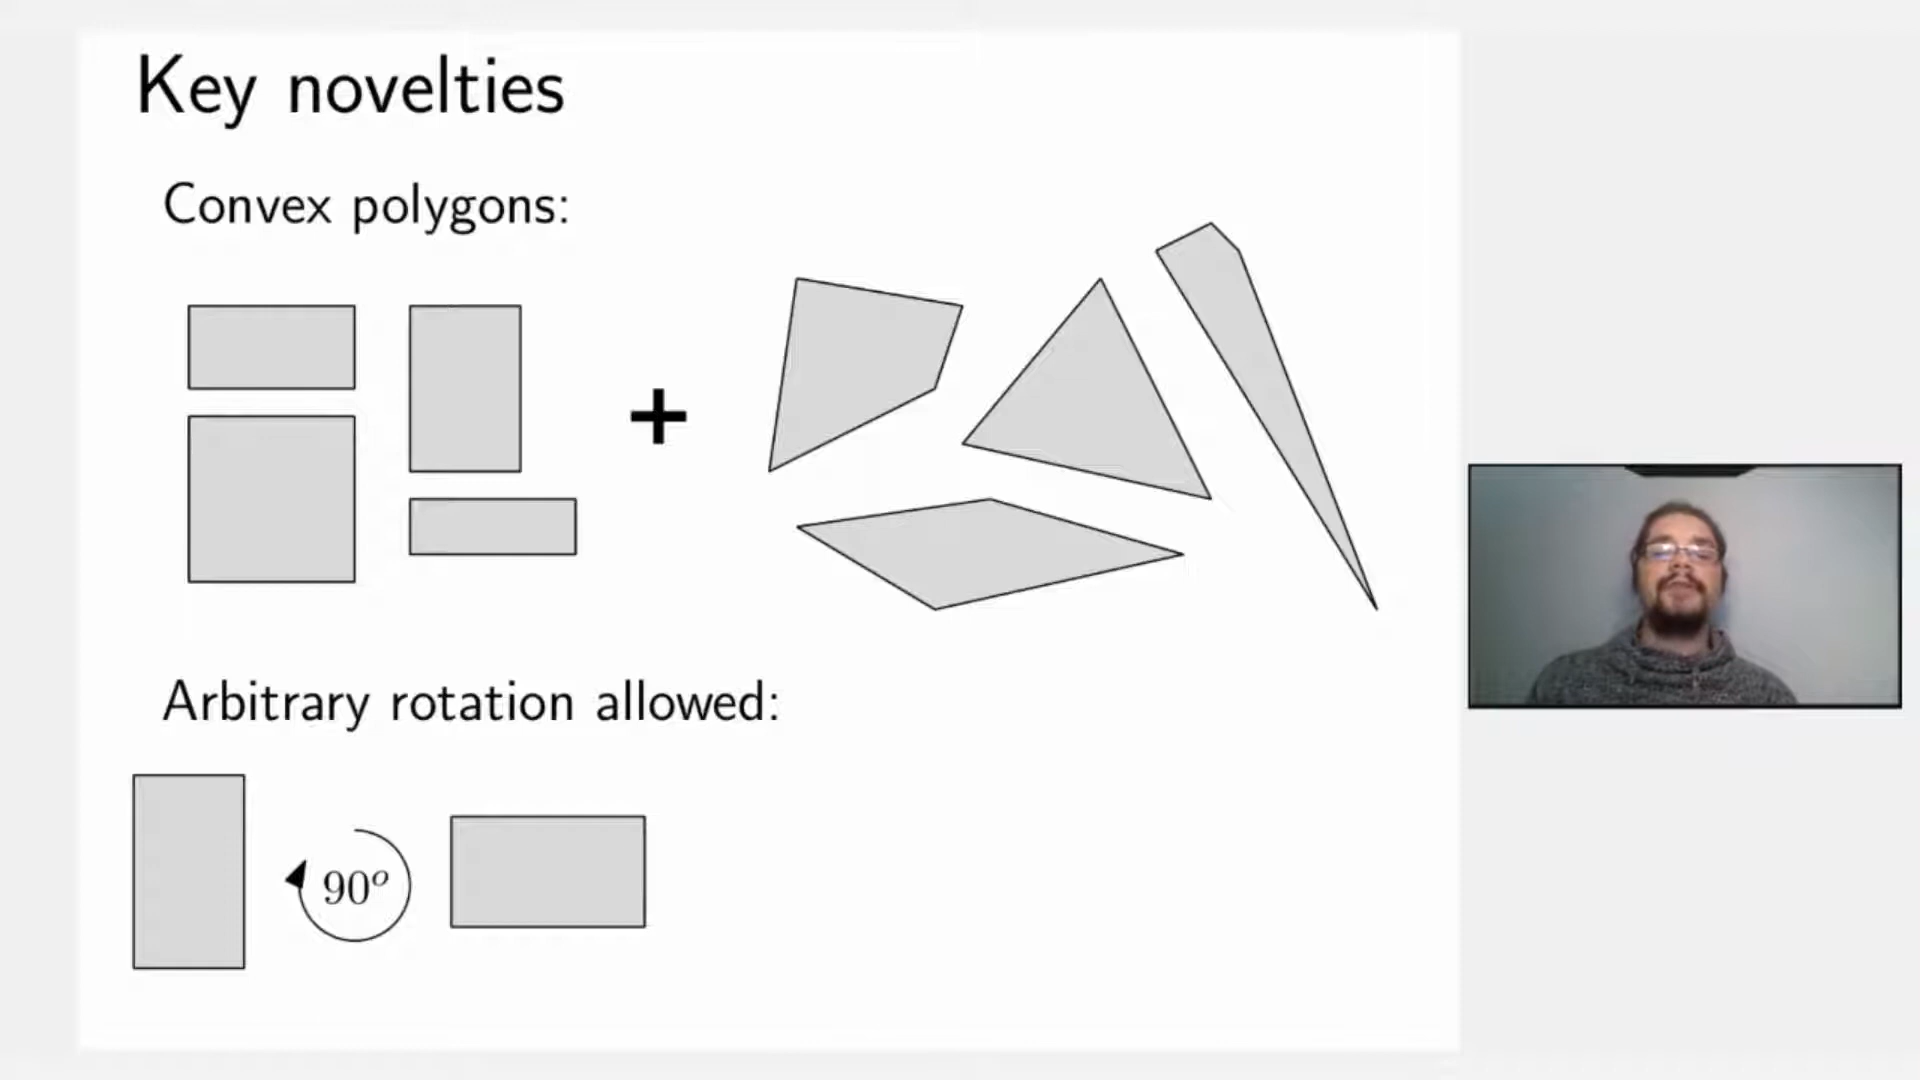 Key novelties
Convex polygons:
+
Arbitrary rotation allowed:
90°